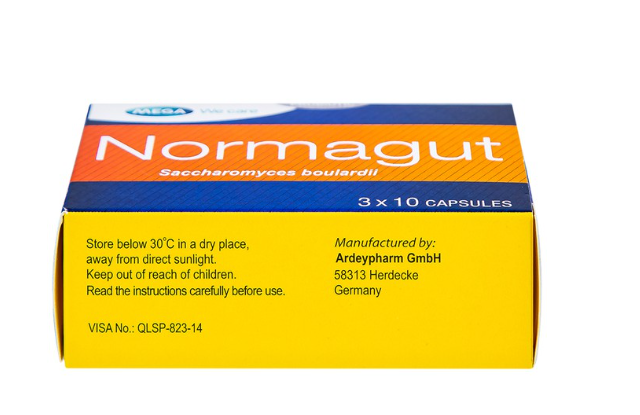 MEGA We care
Normagut
Saccharomyces boulardii
3 x 10 CAPSULES
Store below 30°C in a dry place,
away from direct sunlight.
Keep out of reach of children.
Read the instructions carefully before use.
VISA No.: QLSP-823-14
Manufactured by:
Ardeypharm GmbH
58313 Herdecke
Germany